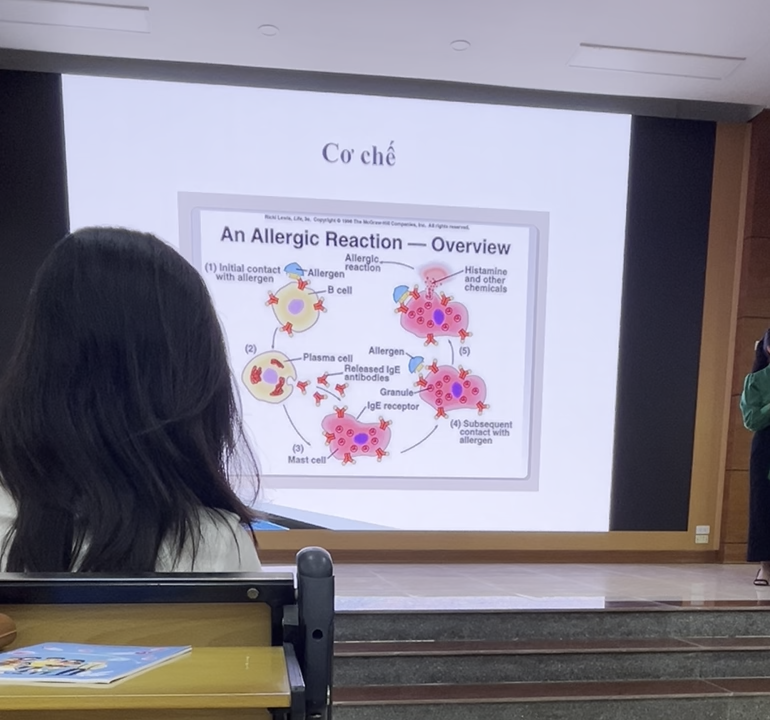 Cơ chế
Ricki Lewis, Life, 3e. Copyright © 1998 The McGraw-Hill Companies, Inc. All rights reserved.
An Allergic Reaction — Overview
(1) Initial contact
with allergen
Allergen
B cell
Allergic
reaction
Histamine
and other
chemicals
(2)
Plasma cell
Released IgE
antibodies
Allergen
(5)
Granule
IgE receptor
(3)
Mast cell
(4) Subsequent
contact with
allergen